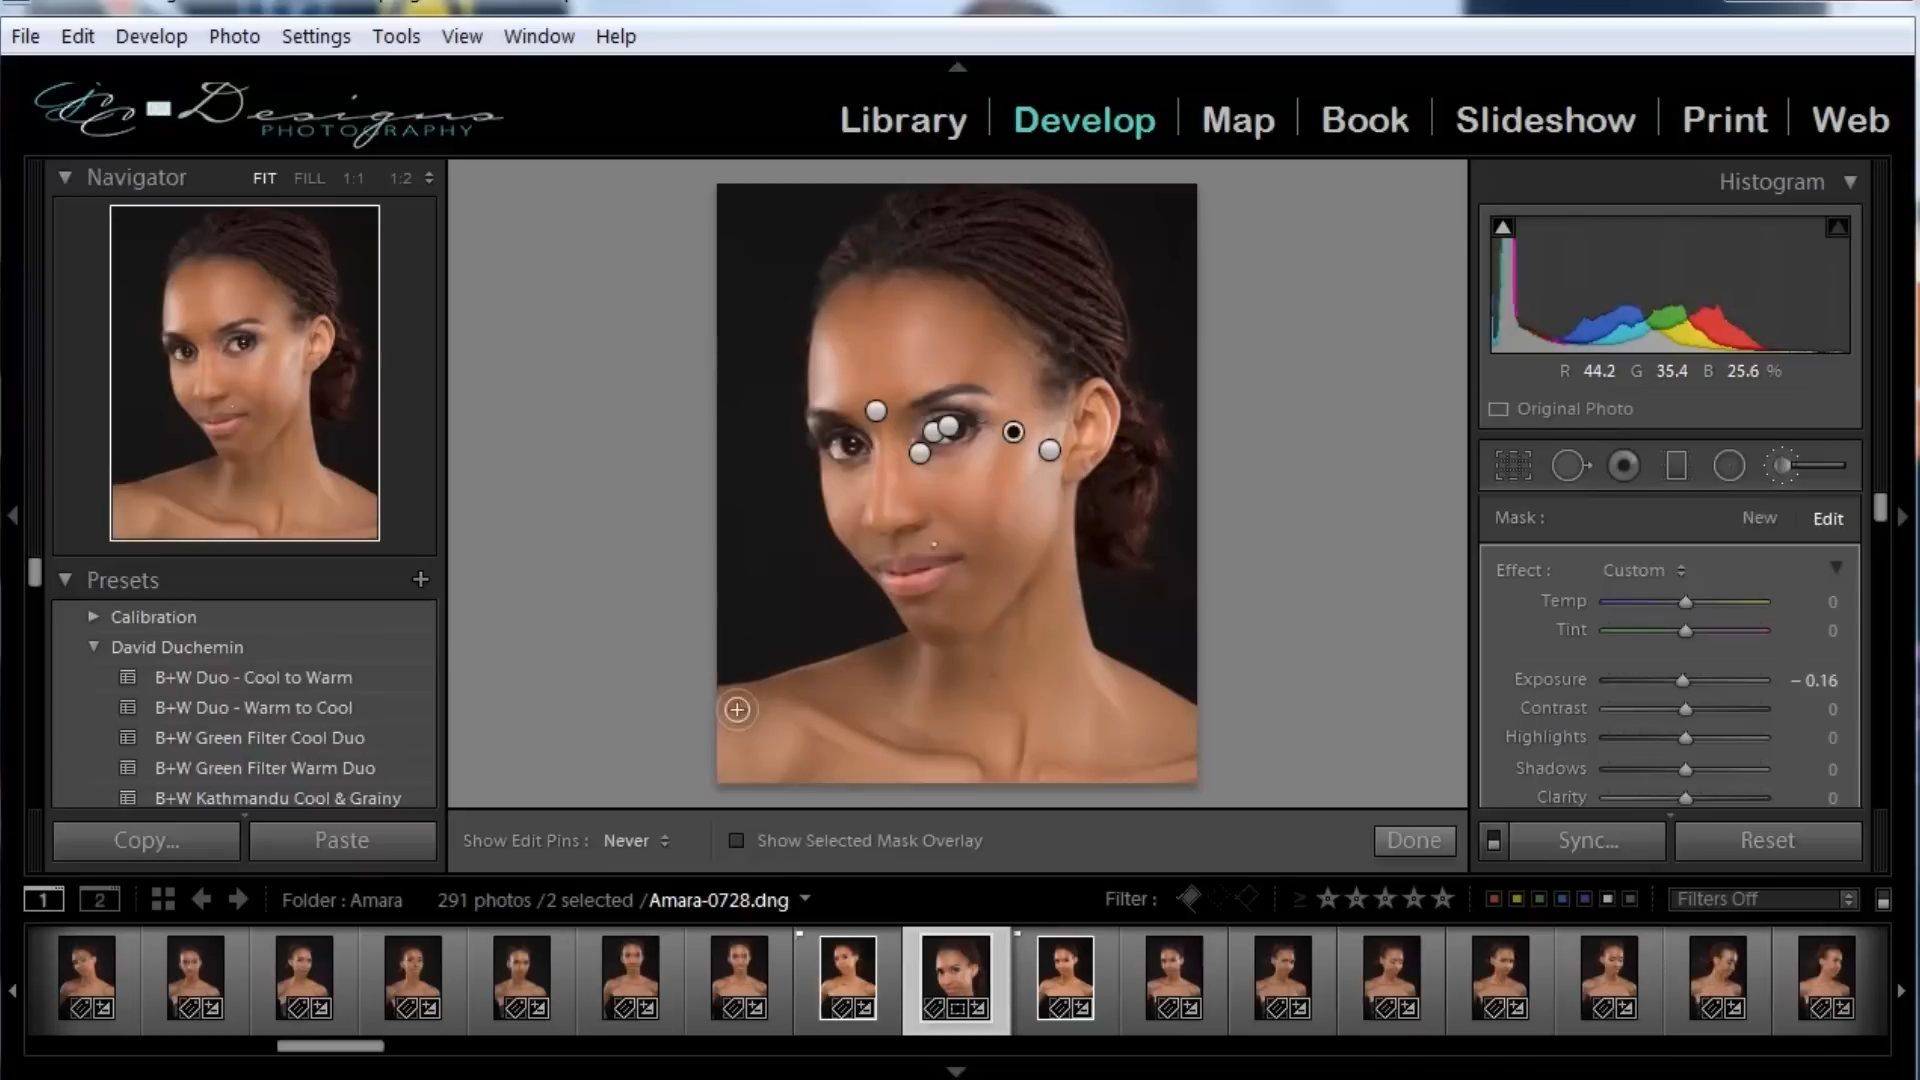 File Edit Develop Photo Settings Tools View Window Help
Designs
PHOTOGRAPHY
Library Develop Map Book Slideshow Print Web
Navigator FIT FILL 1:1 1:2
Histogram
R 44.2 G 35.4 B 25.6 %
Original Photo
Mask : New Edit
Effect : Custom
Temp 0
Tint 0
Exposure – 0.16
Contrast 0
Highlights 0
Shadows 0
Clarity 0
Presets +
Calibration
David Duchemin
B+W Duo - Cool to Warm
B+W Duo - Warm to Cool
B+W Green Filter Cool Duo
B+W Green Filter Warm Duo
B+W Kathmandu Cool & Grainy
Copy... Paste
Show Edit Pins : Never Show Selected Mask Overlay Done
Sync... Reset
1 2 Folder : Amara 291 photos /2 selected /Amara-0728.dng Filter : ≥ Filters Off